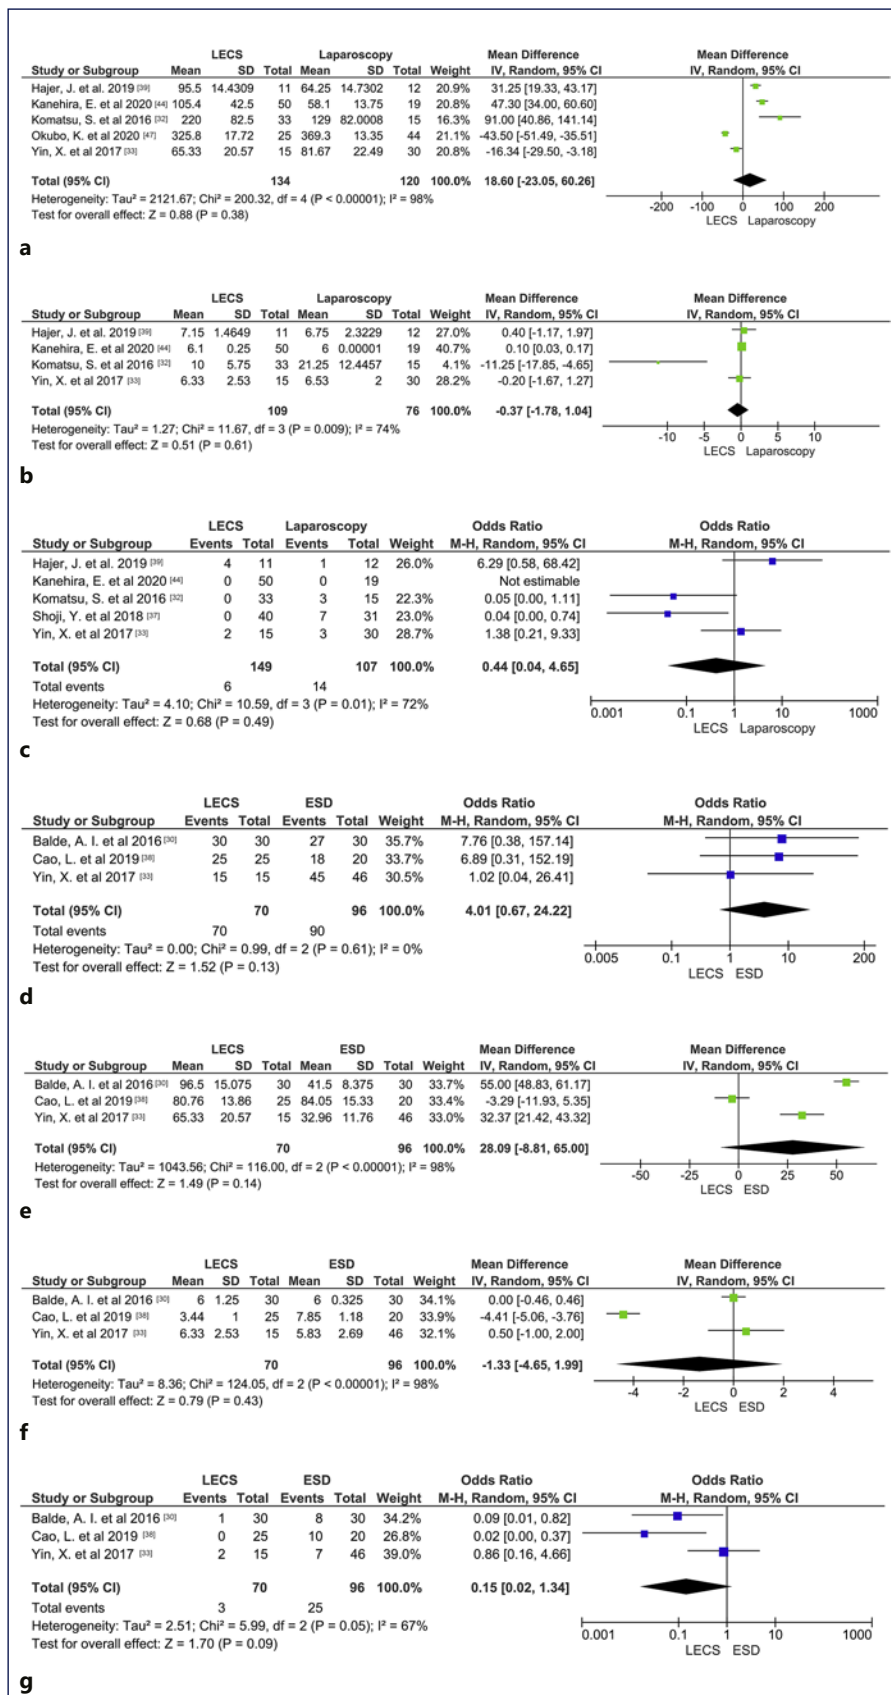 LECS Laparoscopy Mean Difference Mean Difference
Study or Subgroup Mean SD Total Mean SD Total Weight IV, Random, 95% CI IV, Random, 95% CI
Hajer, J. et al. 2019 [39] 95.5 14.4309 11 64.25 14.7302 12 20.9% 31.25 [19.33, 43.17]
Kanehira, E. et al 2020 [44] 105.4 42.5 50 58.1 13.75 19 20.8% 47.30 [34.00, 60.60]
Komatsu, S. et al 2016 [32] 220 82.5 33 129 82.0008 15 16.3% 91.00 [40.86, 141.14]
Okubo, K. et al 2020 [47] 325.8 17.72 25 369.3 13.35 44 21.1% -43.50 [-51.49, -35.51]
Yin, X. et al 2017 [33] 65.33 20.57 15 81.67 22.49 30 20.8% -16.34 [-29.50, -3.18]
Total (95% CI) 134 120 100.0% 18.60 [-23.05, 60.26]
Heterogeneity: Tau² = 2121.67; Chi² = 200.32, df = 4 (P < 0.00001); I² = 98%
Test for overall effect: Z = 0.88 (P = 0.38)
-200 -100 0 100 200
LECS Laparoscopy
a
LECS Laparoscopy Mean Difference Mean Difference
Study or Subgroup Mean SD Total Mean SD Total Weight IV, Random, 95% CI IV, Random, 95% CI
Hajer, J. et al. 2019 [39] 7.15 1.4649 11 6.75 2.3229 12 27.0% 0.40 [-1.17, 1.97]
Kanehira, E. et al 2020 [44] 6.1 0.25 50 6 0.00001 19 40.7% 0.10 [0.03, 0.17]
Komatsu, S. et al 2016 [32] 10 5.75 33 21.25 12.4457 15 4.1% -11.25 [-17.85, -4.65]
Yin, X. et al 2017 [33] 6.33 2.53 15 6.53 2 30 28.2% -0.20 [-1.67, 1.27]
Total (95% CI) 109 76 100.0% -0.37 [-1.78, 1.04]
Heterogeneity: Tau² = 1.27; Chi² = 11.67, df = 3 (P = 0.009); I² = 74%
Test for overall effect: Z = 0.51 (P = 0.61)
-10 -5 0 5 10
LECS Laparoscopy
b
LECS Laparoscopy Odds Ratio Odds Ratio
Study or Subgroup Events Total Events Total Weight M-H, Random, 95% CI M-H, Random, 95% CI
Hajer, J. et al. 2019 [39] 4 11 1 12 26.0% 6.29 [0.58, 68.42]
Kanehira, E. et al 2020 [44] 0 50 0 19 Not estimable
Komatsu, S. et al 2016 [32] 0 33 3 15 22.3% 0.05 [0.00, 1.11]
Shoji, Y. et al 2018 [37] 0 40 7 31 23.0% 0.04 [0.00, 0.74]
Yin, X. et al 2017 [33] 2 15 3 30 28.7% 1.38 [0.21, 9.33]
Total (95% CI) 149 107 100.0% 0.44 [0.04, 4.65]
Total events 6 14
Heterogeneity: Tau² = 4.10; Chi² = 10.59, df = 3 (P = 0.01); I² = 72%
Test for overall effect: Z = 0.68 (P = 0.49)
0.001 0.1 1 10 1000
LECS Laparoscopy
c
LECS ESD Odds Ratio Odds Ratio
Study or Subgroup Events Total Events Total Weight M-H, Random, 95% CI M-H, Random, 95% CI
Balde, A. I. et al 2016 [30] 30 30 27 30 35.7% 7.76 [0.38, 157.14]
Cao, L. et al 2019 [38] 25 25 18 20 33.7% 6.89 [0.31, 152.19]
Yin, X. et al 2017 [33] 15 15 45 46 30.5% 1.02 [0.04, 26.41]
Total (95% CI) 70 96 100.0% 4.01 [0.67, 24.22]
Total events 70 90
Heterogeneity: Tau² = 0.00; Chi² = 0.99, df = 2 (P = 0.61); I² = 0%
Test for overall effect: Z = 1.52 (P = 0.13)
0.005 0.1 1 10 200
LECS ESD
d
LECS ESD Mean Difference Mean Difference
Study or Subgroup Mean SD Total Mean SD Total Weight IV, Random, 95% CI IV, Random, 95% CI
Balde, A. I. et al 2016 [30] 96.5 15.075 30 41.5 8.375 30 33.7% 55.00 [48.83, 61.17]
Cao, L. et al 2019 [38] 80.76 13.86 25 84.05 15.33 20 33.4% -3.29 [-11.93, 5.35]
Yin, X. et al 2017 [33] 65.33 20.57 15 32.96 11.76 46 33.0% 32.37 [21.42, 43.32]
Total (95% CI) 70 96 100.0% 28.09 [-8.81, 65.00]
Heterogeneity: Tau² = 1043.56; Chi² = 116.00, df = 2 (P < 0.00001); I² = 98%
Test for overall effect: Z = 1.49 (P = 0.14)
-50 -25 0 25 50
LECS ESD
e
LECS ESD Mean Difference Mean Difference
Study or Subgroup Mean SD Total Mean SD Total Weight IV, Random, 95% CI IV, Random, 95% CI
Balde, A. I. et al 2016 [30] 6 1.25 30 6 0.325 30 34.1% 0.00 [-0.46, 0.46]
Cao, L. et al 2019 [38] 3.44 1 25 7.85 1.18 20 33.9% -4.41 [-5.06, -3.76]
Yin, X. et al 2017 [33] 6.33 2.53 15 5.83 2.69 46 32.1% 0.50 [-1.00, 2.00]
Total (95% CI) 70 96 100.0% -1.33 [-4.65, 1.99]
Heterogeneity: Tau² = 8.36; Chi² = 124.05, df = 2 (P < 0.00001); I² = 98%
Test for overall effect: Z = 0.79 (P = 0.43)
-4 -2 0 2 4
LECS ESD
f
LECS ESD Odds Ratio Odds Ratio
Study or Subgroup Events Total Events Total Weight M-H, Random, 95% CI M-H, Random, 95% CI
Balde, A. I. et al 2016 [30] 1 30 8 30 34.2% 0.09 [0.01, 0.82]
Cao, L. et al 2019 [38] 0 25 10 20 26.8% 0.02 [0.00, 0.37]
Yin, X. et al 2017 [33] 2 15 7 46 39.0% 0.86 [0.16, 4.66]
Total (95% CI) 70 96 100.0% 0.15 [0.02, 1.34]
Total events 3 25
Heterogeneity: Tau² = 2.51; Chi² = 5.99, df = 2 (P = 0.05); I² = 67%
Test for overall effect: Z = 1.70 (P = 0.09)
0.001 0.1 1 10 1000
LECS ESD
g